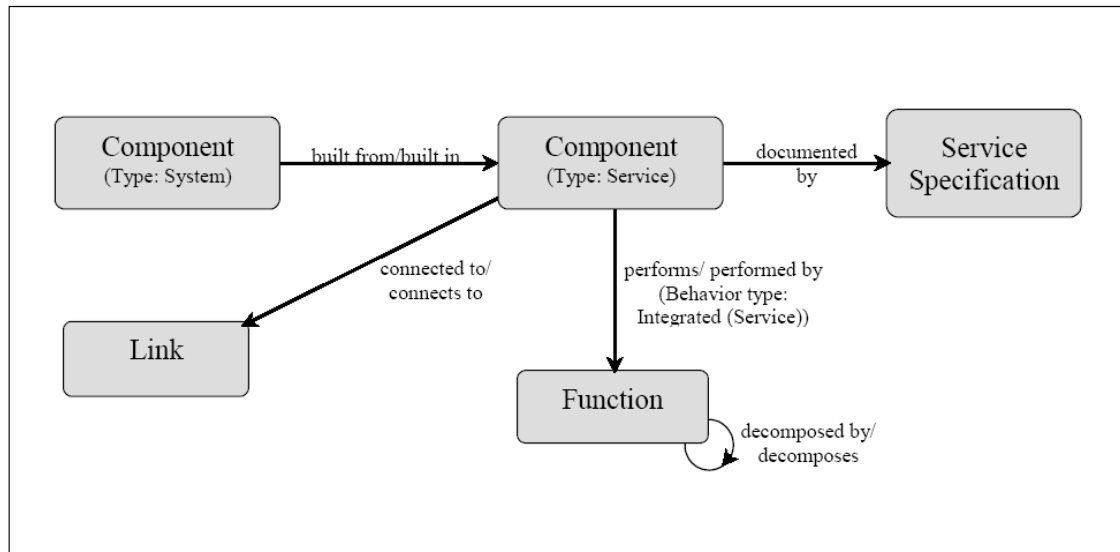 Component
(Type: System)
built from/built in
Component
(Type: Service)
documented
by
Service
Specification
connected to/
connects to
performs/ performed by
(Behavior type:
Integrated (Service))
Link
Function
decomposed by/
decomposes